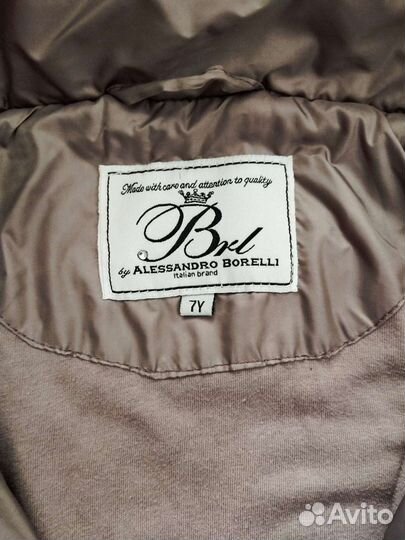 Made with care and attention to quality
Brl
by ALESSANDRO BORELLI
Italian brand
7Y
Avito